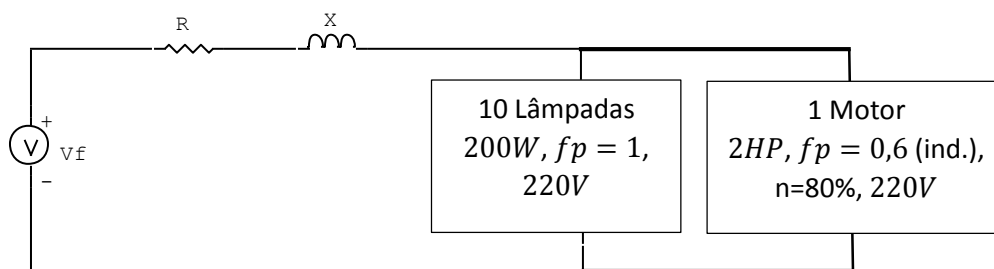 R
X
+
V
Vf
−
10 Lâmpadas
200W, fp = 1,
220V
1 Motor
2HP, fp = 0,6 (ind.),
n=80%, 220V